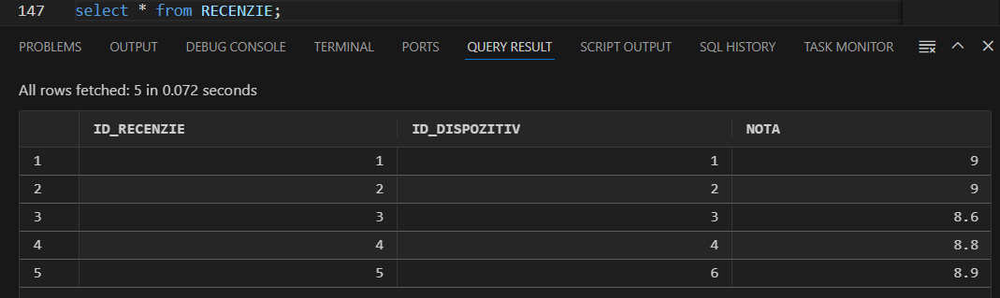 147 select * from RECENZIE;
PROBLEMS OUTPUT DEBUG CONSOLE TERMINAL PORTS QUERY RESULT SCRIPT OUTPUT SQL HISTORY TASK MONITOR
All rows fetched: 5 in 0.072 seconds
ID_RECENZIE ID_DISPOZITIV NOTA
1 1 1 9
2 2 2 9
3 3 3 8.6
4 4 4 8.8
5 5 6 8.9